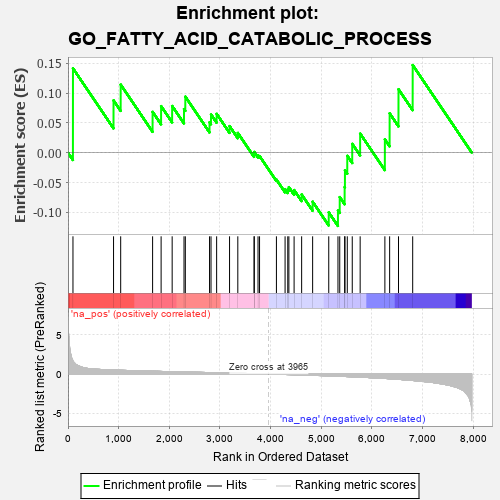 Enrichment plot:
GO_FATTY_ACID_CATABOLIC_PROCESS
Enrichment score (ES)
0.15
0.10
0.05
0.00
-0.05
-0.10
'na_pos' (positively correlated)
Ranked list metric (PreRanked)
5
0
-5
Zero cross at 3965
'na_neg' (negatively correlated)
0
1,000
2,000
3,000
4,000
5,000
6,000
7,000
8,000
Rank in Ordered Dataset
Enrichment profile
Hits
Ranking metric scores